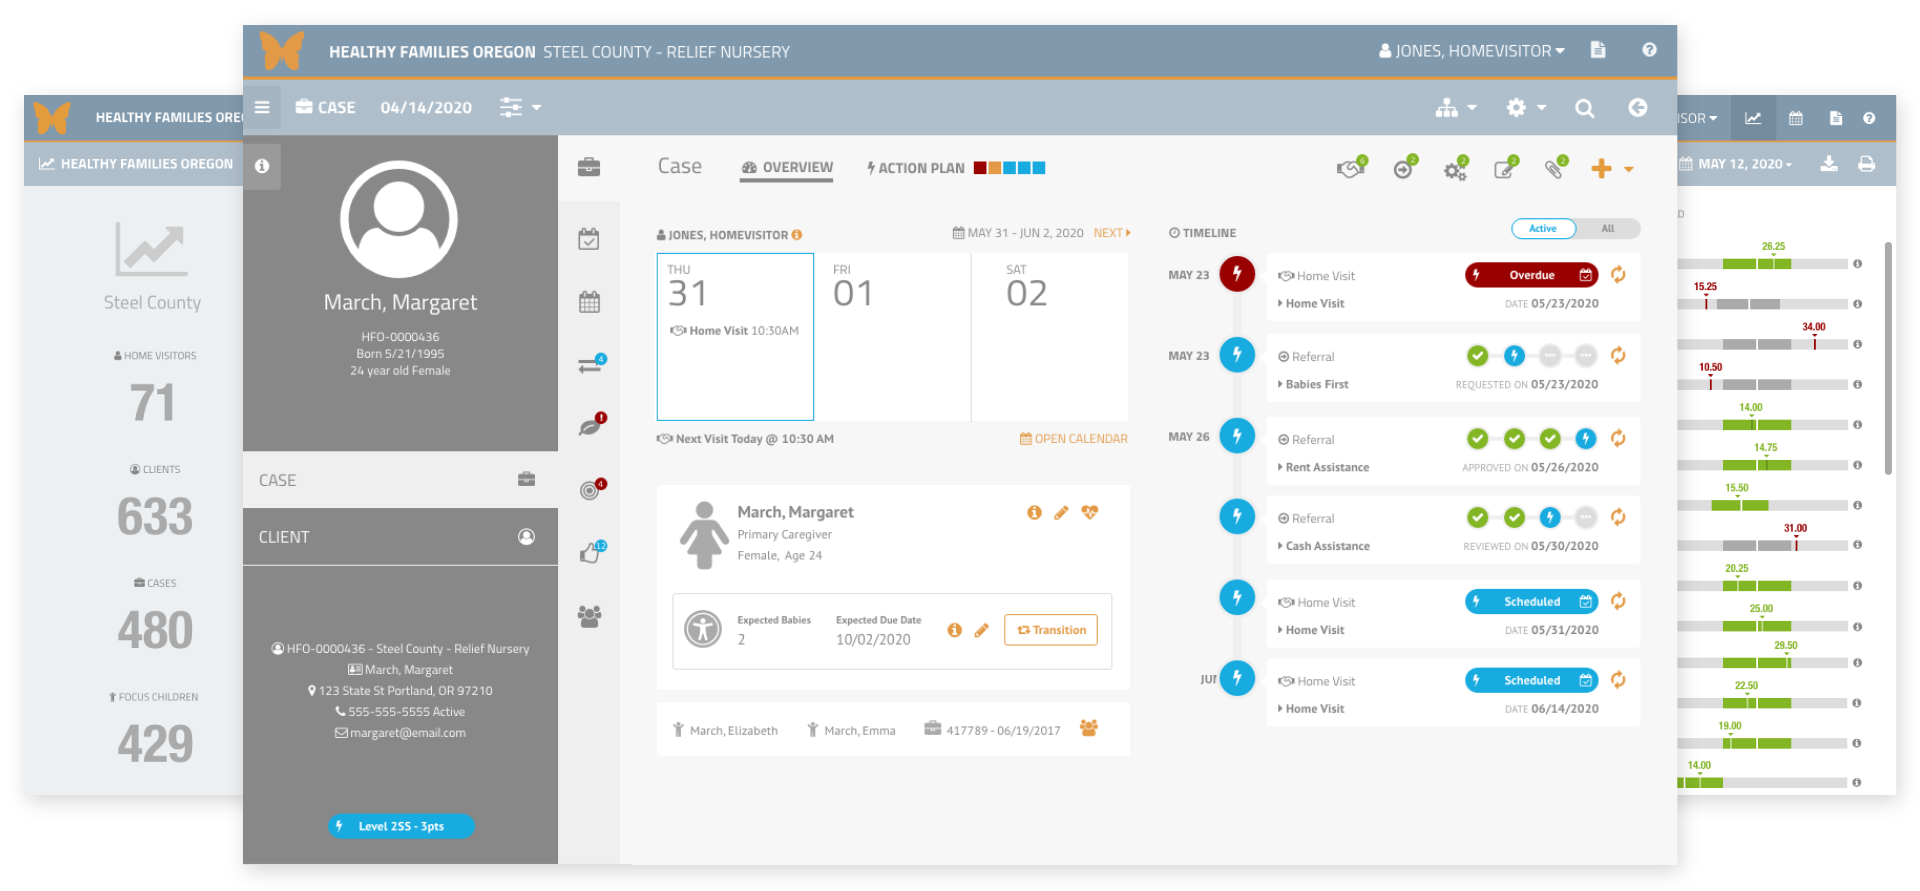 HEALTHY FAMILIES OREGON STEEL COUNTY - RELIEF NURSERY
JONES, HOMEVISITOR
CASE 04/14/2020
HEALTHY FAMILIES ORE
HEALTHY FAMILIES OREGON
Steel County
HOME VISITORS
71
CLIENTS
633
CASES
480
FOCUS CHILDREN
429
March, Margaret
HFO-0000436
Born 5/21/1995
24 year old Female
CASE
CLIENT
HFO-0000436 - Steel County - Relief Nursery
March, Margaret
123 State St Portland, OR 97210
555-555-5555 Active
margaret@email.com
Level 2SS - 3pts
4
!
4
12
Case OVERVIEW ACTION PLAN
6 2 2 2 2
JONES, HOMEVISITOR
MAY 31 - JUN 2, 2020 NEXT
THU
31
Home Visit 10:30AM
FRI
01
SAT
02
Next Visit Today @ 10:30 AM
OPEN CALENDAR
March, Margaret
Primary Caregiver
Female, Age 24
Expected Babies
2
Expected Due Date
10/02/2020
Transition
March, Elizabeth
March, Emma
417789 - 06/19/2017
TIMELINE
Active All
MAY 23
Home Visit Overdue
Home Visit DATE 05/23/2020
MAY 23
Referral
Babies First REQUESTED ON 05/23/2020
MAY 26
Referral
Rent Assistance APPROVED ON 05/26/2020
Referral
Cash Assistance REVIEWED ON 05/30/2020
Home Visit Scheduled
Home Visit DATE 05/31/2020
JUN
Home Visit Scheduled
Home Visit DATE 06/14/2020
ISOR
MAY 12, 2020
D
26.25
15.25
34.00
10.50
14.00
14.75
15.50
31.00
20.25
25.00
29.50
22.50
19.00
14.00